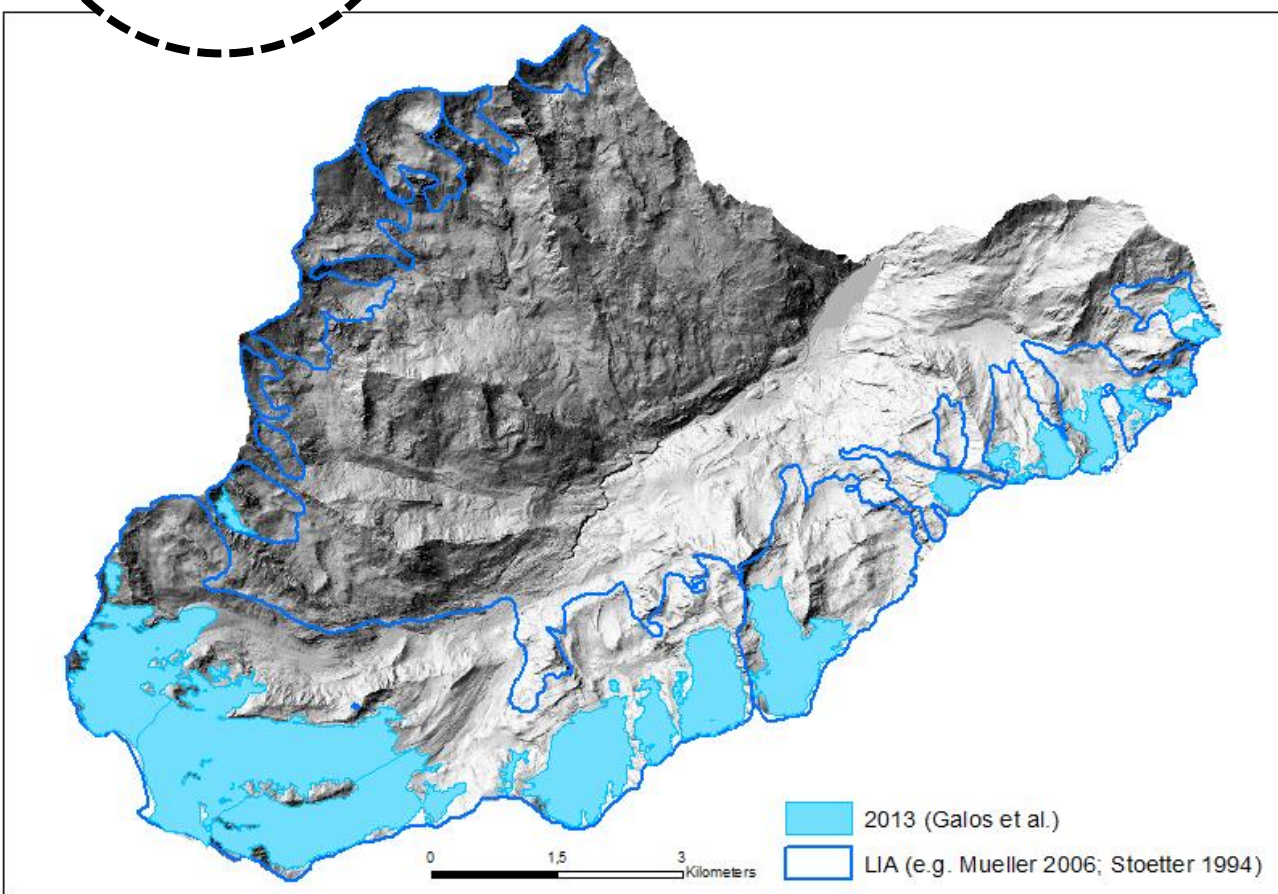 2013 (Galos et al.)
LIA (e.g. Mueller 2006; Stoetter 1994)
0 1,5 3
Kilometers